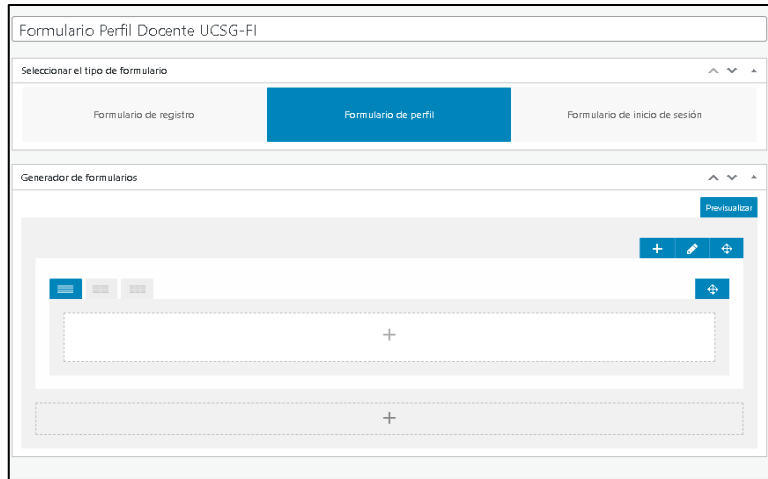 Formulario Perfil Docente UCSG-FI
Seleccionar el tipo de formulario
Formulario de registro
Formulario de perfil
Formulario de inicio de sesión
Generador de formularios
Previsualizar